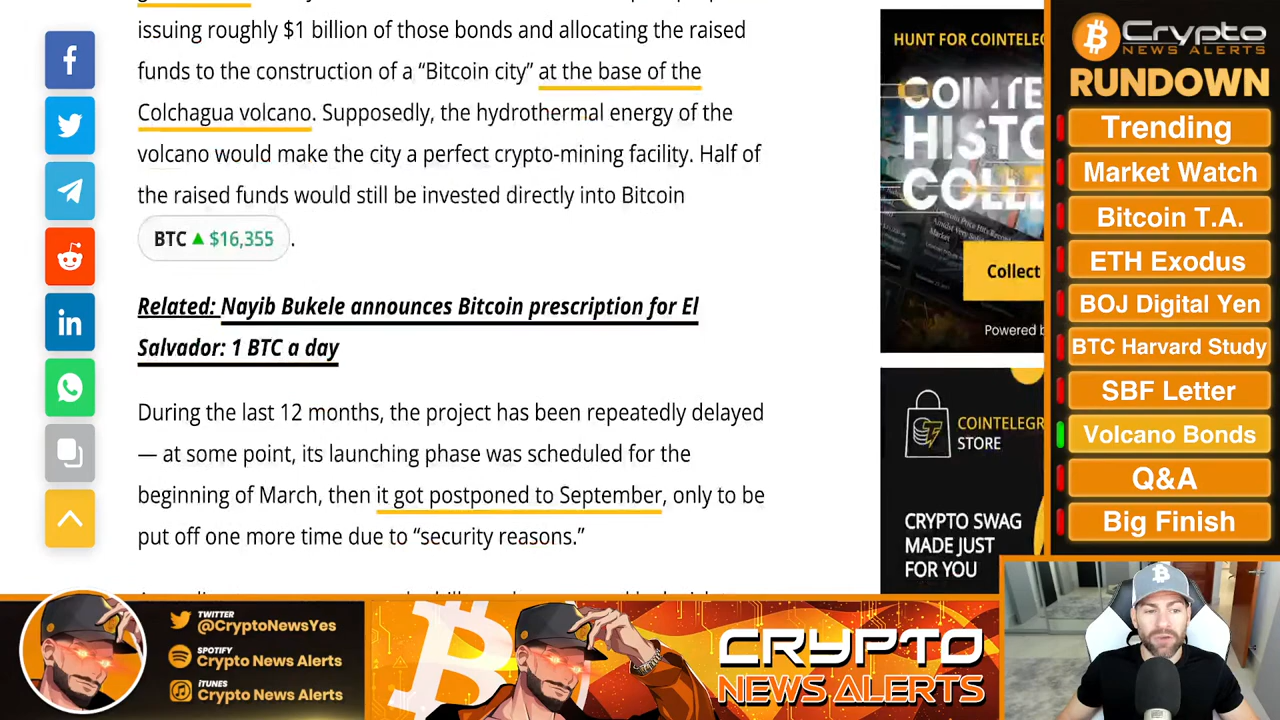 issuing roughly $1 billion of those bonds and allocating the raised
funds to the construction of a “Bitcoin city” at the base of the
Colchagua volcano. Supposedly, the hydrothermal energy of the
volcano would make the city a perfect crypto-mining facility. Half of
the raised funds would still be invested directly into Bitcoin
BTC ▲ $16,355 .
Related: Nayib Bukele announces Bitcoin prescription for El
Salvador: 1 BTC a day
During the last 12 months, the project has been repeatedly delayed
— at some point, its launching phase was scheduled for the
beginning of March, then it got postponed to September, only to be
put off one more time due to “security reasons.”
HUNT FOR COINTELEG
COINTE
HISTO
COLLE
Collect
Powered b
COINTELEGR
STORE
CRYPTO SWAG
MADE JUST
FOR YOU
Crypto
NEWS ALERTS
RUNDOWN
Trending
Market Watch
Bitcoin T.A.
ETH Exodus
BOJ Digital Yen
BTC Harvard Study
SBF Letter
Volcano Bonds
Q&A
Big Finish
TWITTER
@CryptoNewsYes
SPOTIFY
Crypto News Alerts
iTUNES
Crypto News Alerts
CRYPTO
NEWS ALERTS